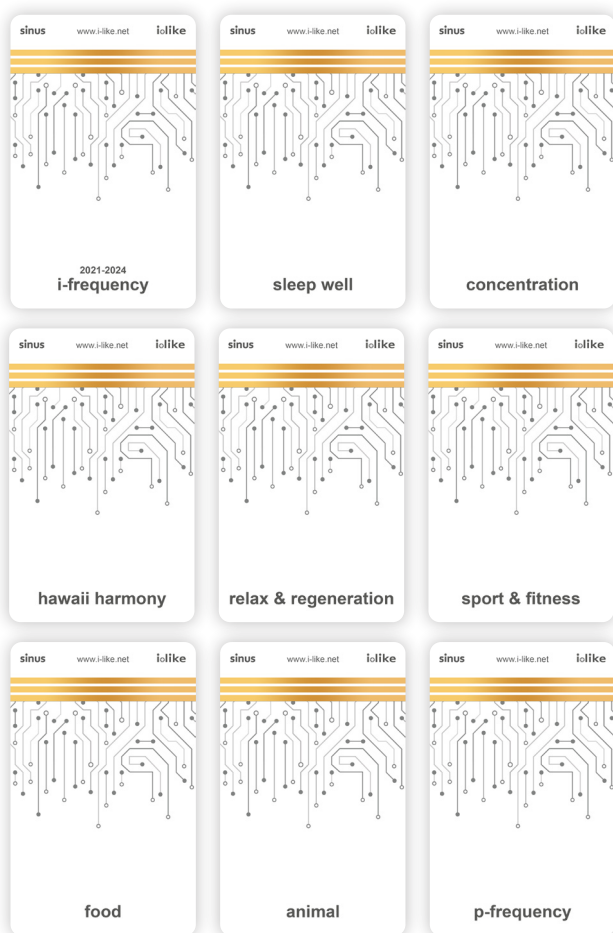 sinus www.i-like.net i◦like sinus www.i-like.net i◦like sinus www.i-like.net i◦like
2021-2024
i-frequency sleep well concentration
sinus www.i-like.net i◦like sinus www.i-like.net i◦like sinus www.i-like.net i◦like
hawaii harmony relax & regeneration sport & fitness
sinus www.i-like.net i◦like sinus www.i-like.net i◦like sinus www.i-like.net i◦like
food animal p-frequency